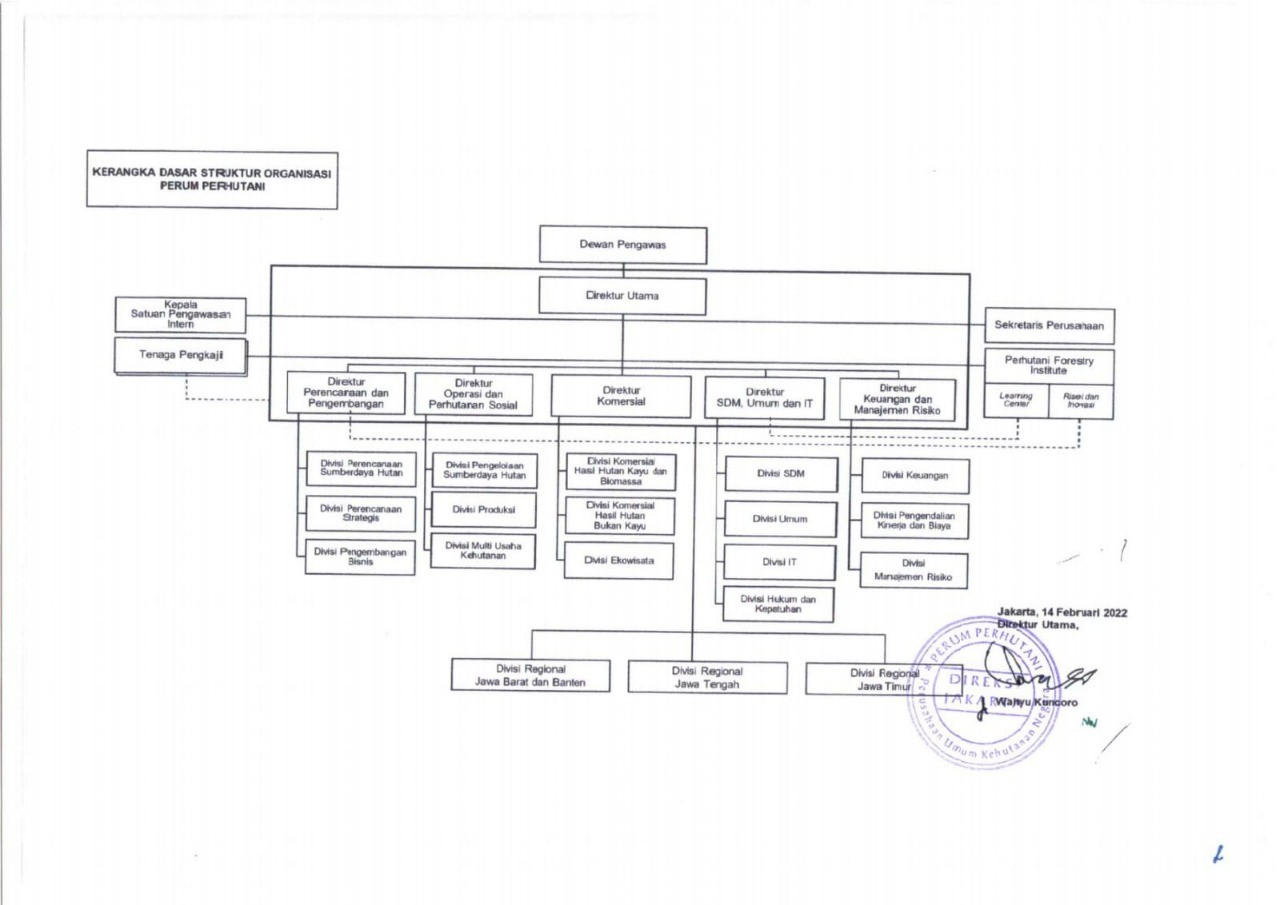 KERANGKA DASAR STRUKTUR ORGANISASI
PERUM PERHUTANI
Dewan Pengawas
Direktur Utama
Kepala
Satuan Pengawasan
Intern
Sekretaris Perusahaan
Tenaga Pengkaji
Perhutani Forestry
Institute
Learning
Center
Riset dan
Inovasi
Direktur
Perencanaan dan
Pengembangan
Direktur
Operasi dan
Perhutanan Sosial
Direktur
Komersial
Direktur
SDM, Umum dan IT
Direktur
Keuangan dan
Manajemen Risiko
Divisi Perencanaan
Sumberdaya Hutan
Divisi Perencanaan
Strategis
Divisi Pengembangan
Bisnis
Divisi Pengelolaan
Sumberdaya Hutan
Divisi Produksi
Divisi Multi Usaha
Kehutanan
Divisi Komersial
Hasil Hutan Kayu dan
Biomassa
Divisi Komersial
Hasil Hutan
Bukan Kayu
Divisi Ekowisata
Divisi SDM
Divisi Umum
Divisi IT
Divisi Hukum dan
Kepatuhan
Divisi Keuangan
Divisi Pengendalian
Kinerja dan Biaya
Divisi
Manajemen Risiko
Divisi Regional
Jawa Barat dan Banten
Divisi Regional
Jawa Tengah
Divisi Regional
Jawa Timur
Jakarta, 14 Februari 2022
Direktur Utama,
PERUM PERHUTANI
DIREKSI
JAKARTA
Perusahaan Umum Kehutanan Negara
Wahyu Kuncoro